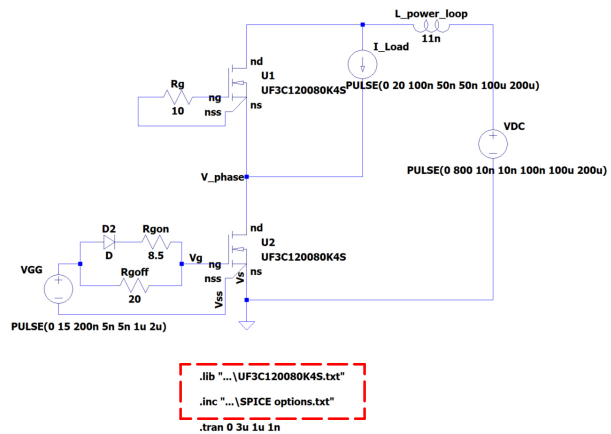 L_power_loop
11n
I_Load
PULSE(0 20 100n 50n 50n 100u 200u)
nd
U1
UF3C120080K4S
Rg
10
ng
nss
ns
VDC
PULSE(0 800 10n 10n 100n 100u 200u)
V_phase
nd
U2
UF3C120080K4S
D2
D
Rgon
8.5
Vg
ng
nss
ns
Vs
Vss
VGG
Rgoff
20
PULSE(0 15 200n 5n 5n 1u 2u)
.lib "...\UF3C120080K4S.txt"
.inc "...\SPICE options.txt"
.tran 0 3u 1u 1n